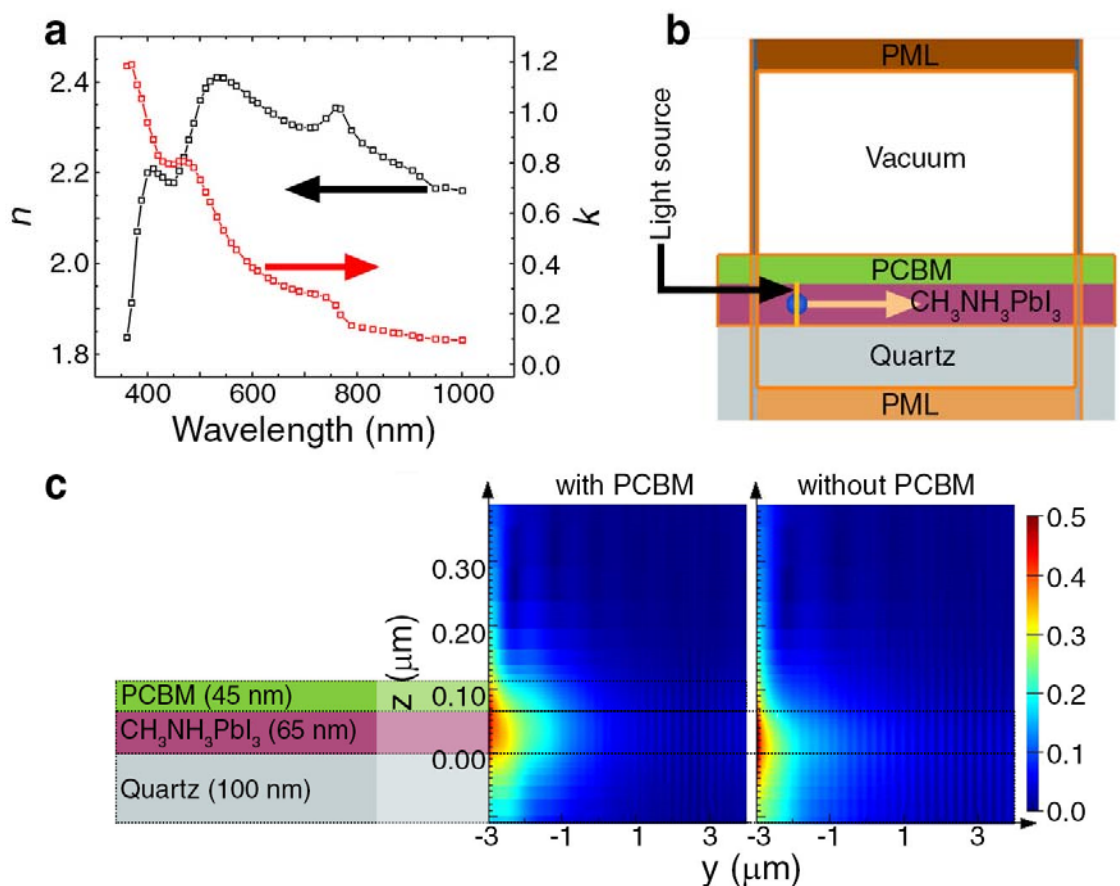 a
2.4
2.2
2.0
1.8
n
1.2
1.0
0.8
0.6
0.4
0.2
0.0
k
400 600 800 1000
Wavelength (nm)
b
PML
Vacuum
Light source
PCBM
CH₃NH₃PbI₃
Quartz
PML
c
with PCBM
without PCBM
PCBM (45 nm)
CH₃NH₃PbI₃ (65 nm)
Quartz (100 nm)
z (μm)
0.30
0.20
0.10
0.00
-3 -1 1 3
-3 -1 1 3
y (μm)
0.5
0.4
0.3
0.2
0.1
0.0